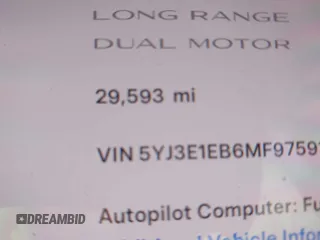 LONG RANGE
DUAL MOTOR
29,593 mi
VIN 5YJ3E1EB6MF9759
Autopilot Computer: Fu
DREAMBID